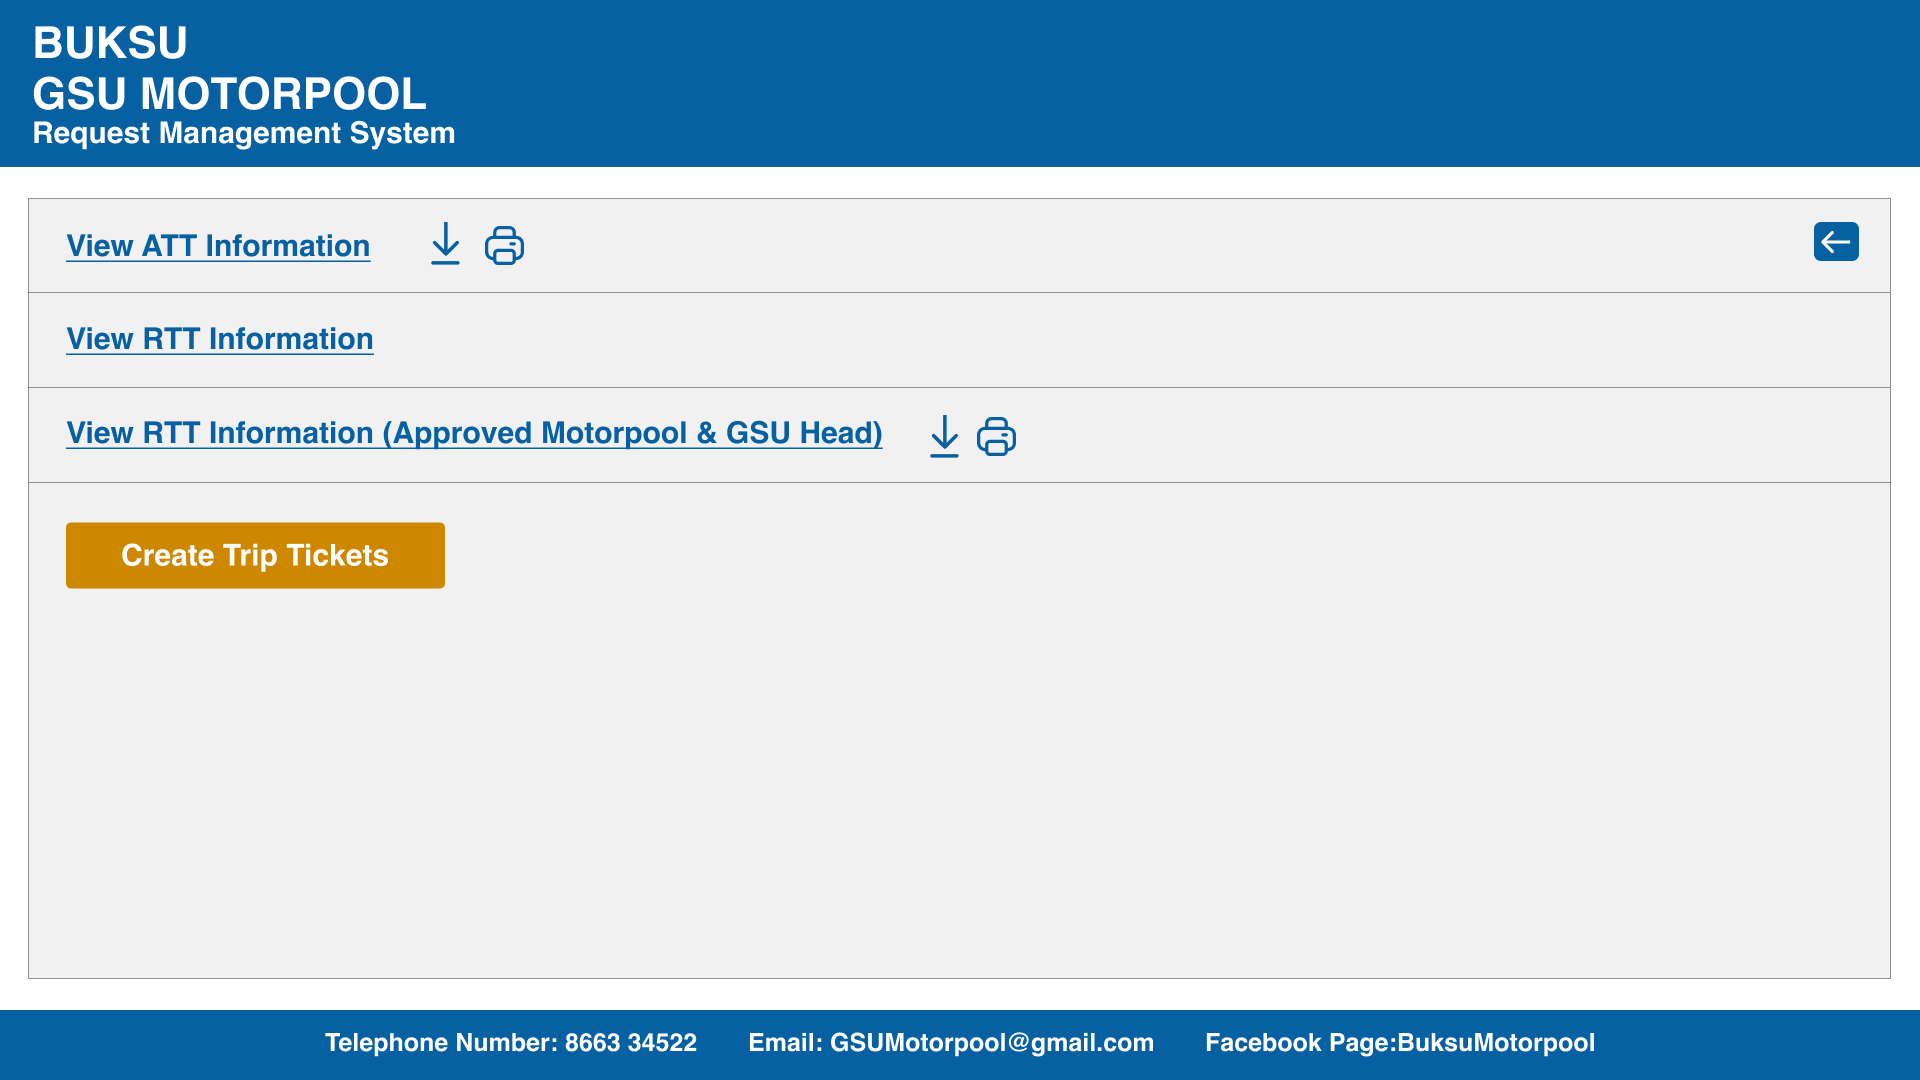 BUKSU
GSU MOTORPOOL
Request Management System
View ATT Information
View RTT Information
View RTT Information (Approved Motorpool & GSU Head)
Create Trip Tickets
Telephone Number: 8663 34522 Email: GSUMotorpool@gmail.com Facebook Page:BuksuMotorpool